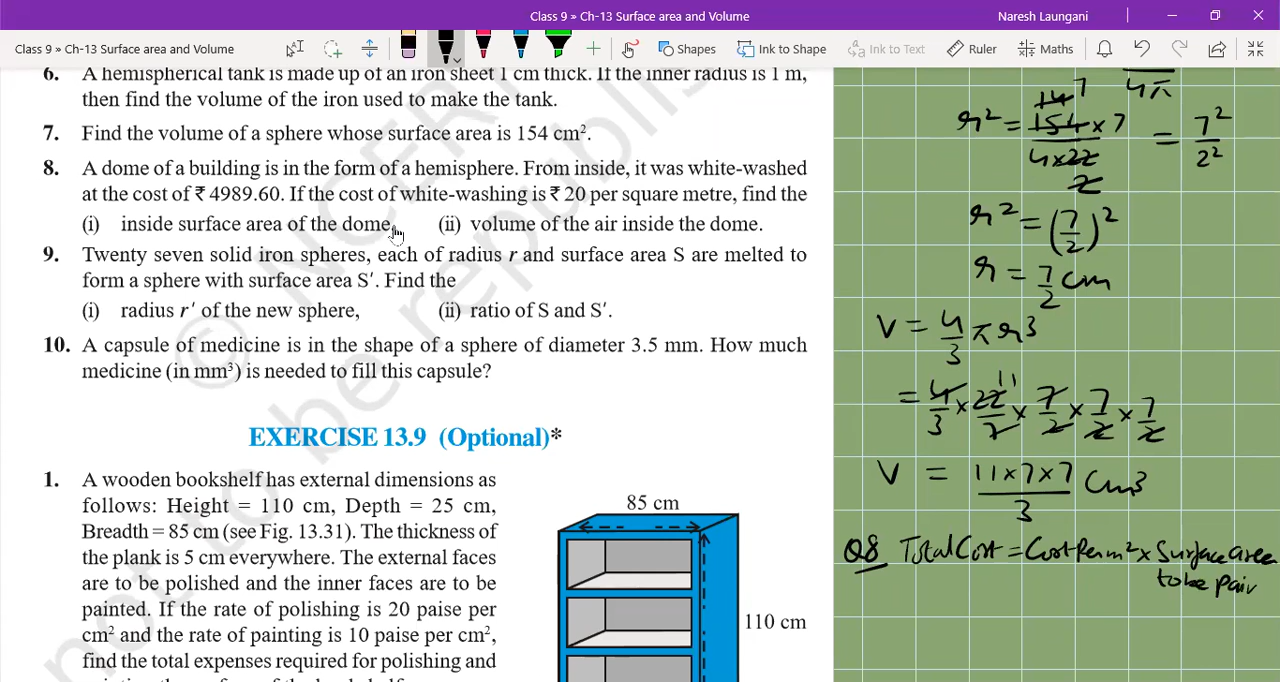 Class 9 » Ch-13 Surface area and Volume
Naresh Laungani
Class 9 » Ch-13 Surface area and Volume
Shapes
Ink to Shape
Ink to Text
Ruler
Maths
6. A hemispherical tank is made up of an iron sheet 1 cm thick. If the inner radius is 1 m,
then find the volume of the iron used to make the tank.
7. Find the volume of a sphere whose surface area is 154 cm².
8. A dome of a building is in the form of a hemisphere. From inside, it was white-washed
at the cost of ₹ 4989.60. If the cost of white-washing is ₹ 20 per square metre, find the
(i) inside surface area of the dome, (ii) volume of the air inside the dome.
9. Twenty seven solid iron spheres, each of radius r and surface area S are melted to
form a sphere with surface area S′. Find the
(i) radius r′ of the new sphere, (ii) ratio of S and S′.
10. A capsule of medicine is in the shape of a sphere of diameter 3.5 mm. How much
medicine (in mm³) is needed to fill this capsule?
EXERCISE 13.9 (Optional)*
1. A wooden bookshelf has external dimensions as
follows: Height = 110 cm, Depth = 25 cm,
Breadth = 85 cm (see Fig. 13.31). The thickness of
the plank is 5 cm everywhere. The external faces
are to be polished and the inner faces are to be
painted. If the rate of polishing is 20 paise per
cm² and the rate of painting is 10 paise per cm²,
find the total expenses required for polishing and
85 cm
110 cm
© NCERT
not to be republished
4π
14 7
r² = 154 × 7 / 4×22 = 7² / 2²
2
r² = (7/2)²
r = 7/2 cm
V = 4/3 π r³
= 4/3 × 22/7 × 7/2 × 7/2 × 7/2
11
V = 11×7×7 / 3 cm³
Q8 Total Cost = Cost per m² × Surface area
to be pain